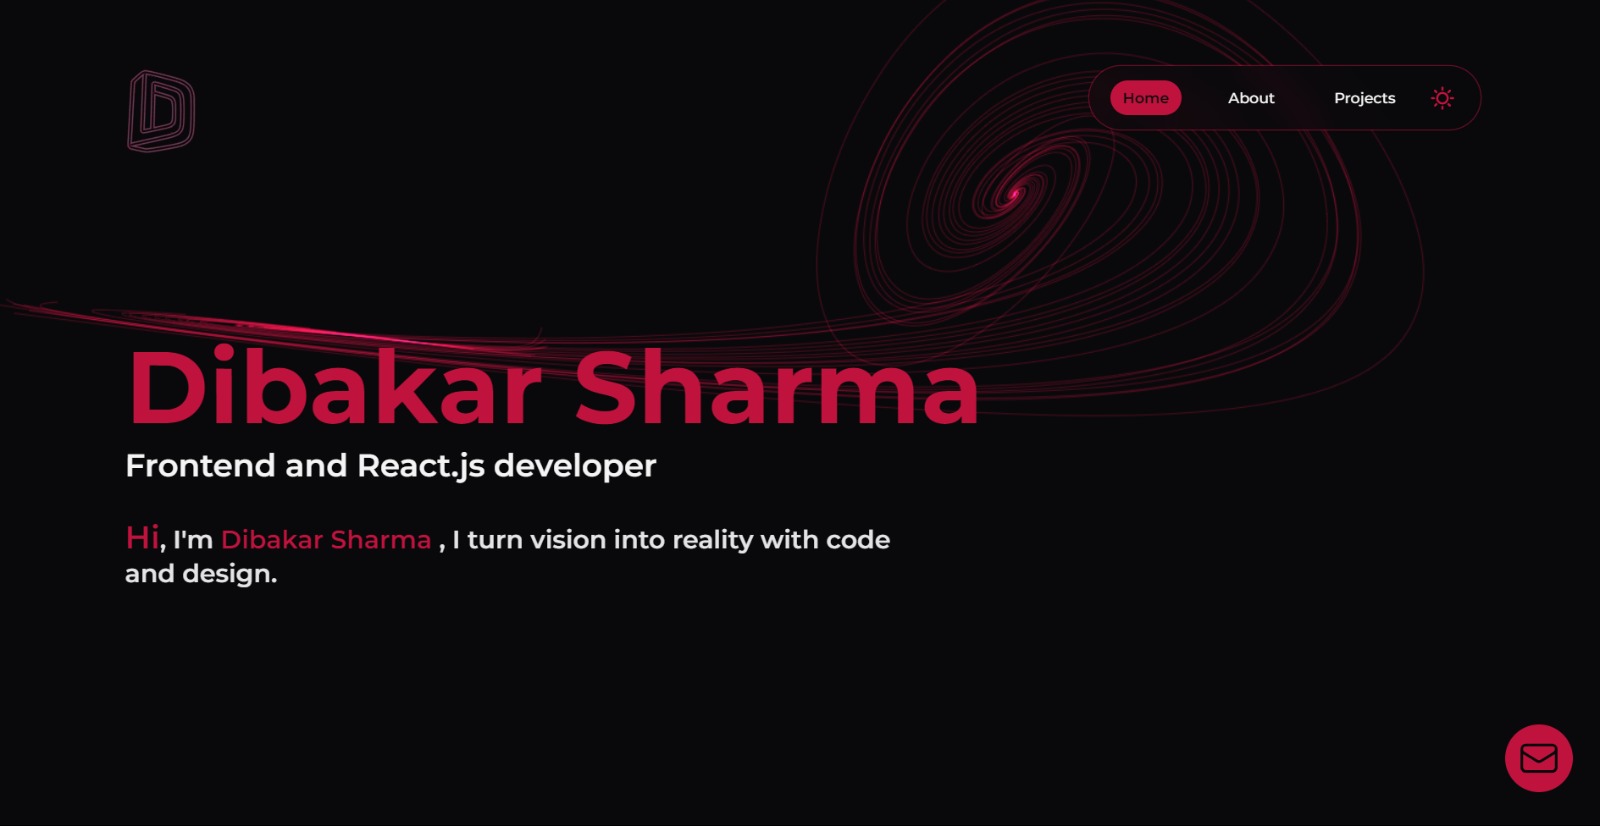 D
Home About Projects
Dibakar Sharma
Frontend and React.js developer
Hi, I'm Dibakar Sharma , I turn vision into reality with code
and design.